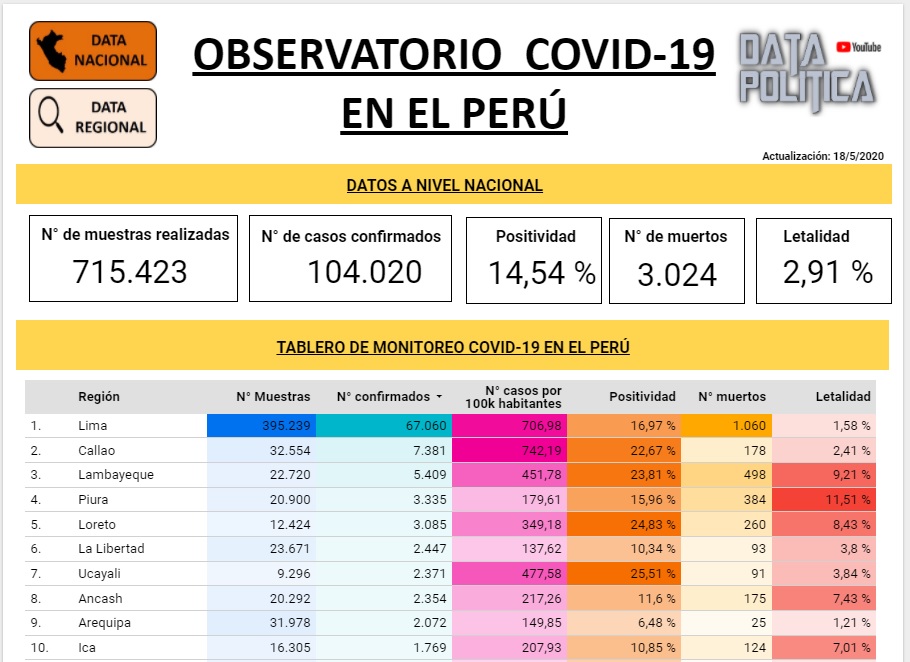 DATA
NACIONAL
DATA
REGIONAL
OBSERVATORIO COVID-19
EN EL PERÚ
DATA
POLITICA
YouTube
Actualización: 18/5/2020
DATOS A NIVEL NACIONAL
N° de muestras realizadas
715.423
N° de casos confirmados
104.020
Positividad
14,54 %
N° de muertos
3.024
Letalidad
2,91 %
TABLERO DE MONITOREO COVID-19 EN EL PERÚ
Región N° Muestras N° confirmados N° casos por 100k habitantes Positividad N° muertos Letalidad
1. Lima 395.239 67.060 706,98 16,97 % 1.060 1,58 %
2. Callao 32.554 7.381 742,19 22,67 % 178 2,41 %
3. Lambayeque 22.720 5.409 451,78 23,81 % 498 9,21 %
4. Piura 20.900 3.335 179,61 15,96 % 384 11,51 %
5. Loreto 12.424 3.085 349,18 24,83 % 260 8,43 %
6. La Libertad 23.671 2.447 137,62 10,34 % 93 3,8 %
7. Ucayali 9.296 2.371 477,58 25,51 % 91 3,84 %
8. Ancash 20.292 2.354 217,26 11,6 % 175 7,43 %
9. Arequipa 31.978 2.072 149,85 6,48 % 25 1,21 %
10. Ica 16.305 1.769 207,93 10,85 % 124 7,01 %